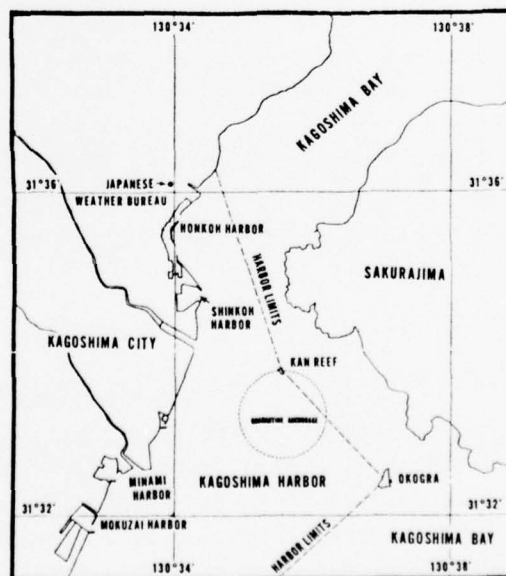 130°34'
130°38'
KAGOSHIMA BAY
31°36'
JAPANESE
WEATHER BUREAU
31°36'
HONKOH HARBOR
HARBOR LIMITS
SAKURAJIMA
SHINKOH
HARBOR
KAGOSHIMA CITY
KAN REEF
QUARANTINE ANCHORAGE
MINAMI
HARBOR
KAGOSHIMA HARBOR
OKOGRA
31°32'
MOKUZAI HARBOR
31°32'
HARBOR LIMITS
KAGOSHIMA BAY
130°34'
130°38'